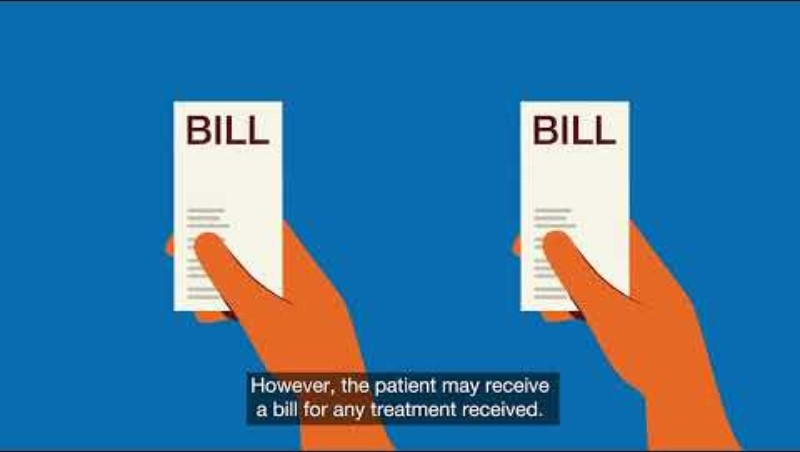 BILL
BILL
However, the patient may receive
a bill for any treatment received.